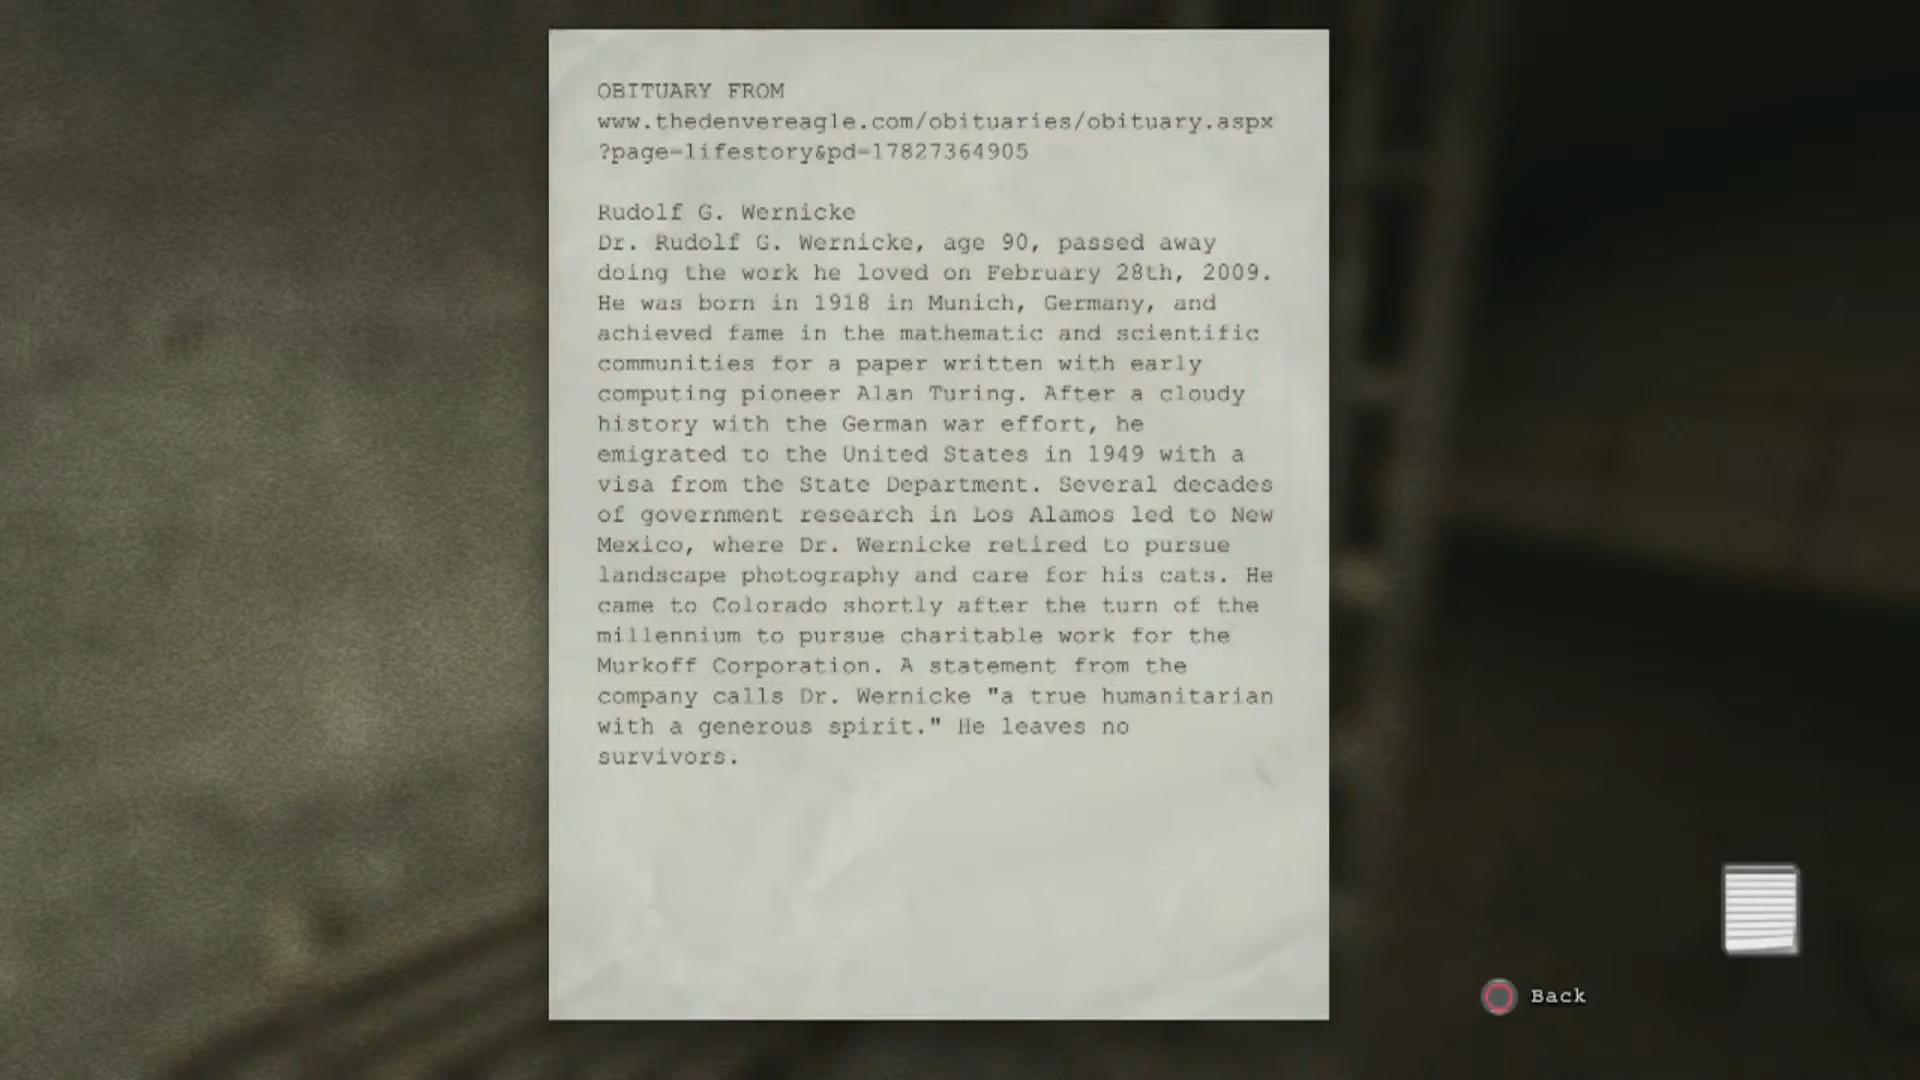 OBITUARY FROM
www.thedenvereagle.com/obituaries/obituary.aspx
?page=lifestory&pd=17827364905
Rudolf G. Wernicke
Dr. Rudolf G. Wernicke, age 90, passed away
doing the work he loved on February 28th, 2009.
He was born in 1918 in Munich, Germany, and
achieved fame in the mathematic and scientific
communities for a paper written with early
computing pioneer Alan Turing. After a cloudy
history with the German war effort, he
emigrated to the United States in 1949 with a
visa from the State Department. Several decades
of government research in Los Alamos led to New
Mexico, where Dr. Wernicke retired to pursue
landscape photography and care for his cats. He
came to Colorado shortly after the turn of the
millennium to pursue charitable work for the
Murkoff Corporation. A statement from the
company calls Dr. Wernicke "a true humanitarian
with a generous spirit." He leaves no
survivors.
Back